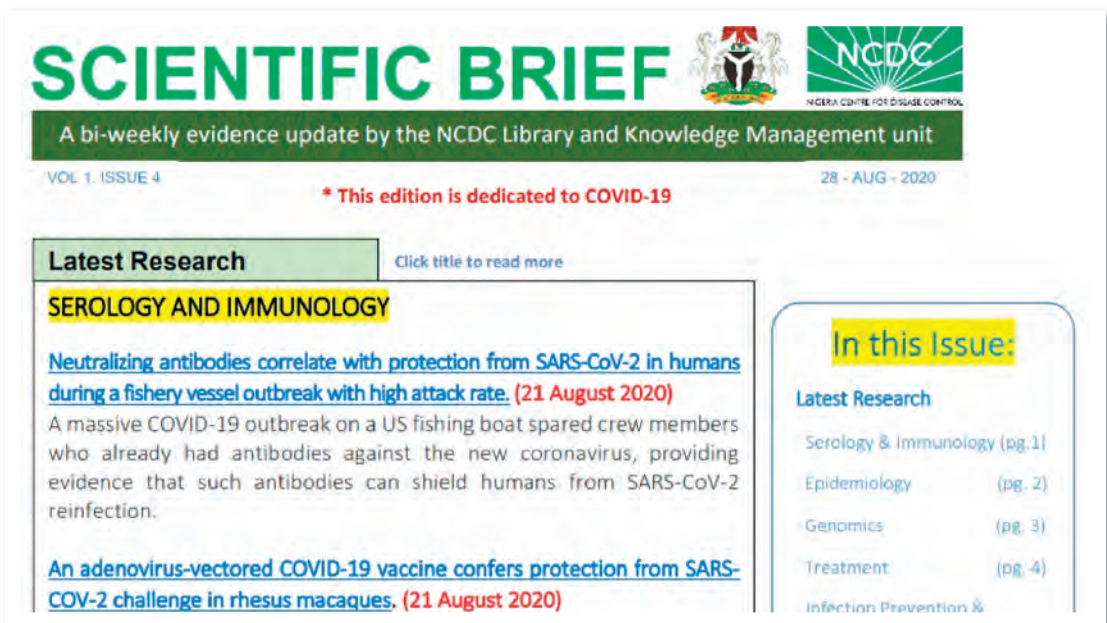 SCIENTIFIC BRIEF
NCDC
NIGERIA CENTRE FOR DISEASE CONTROL
A bi-weekly evidence update by the NCDC Library and Knowledge Management unit
VOL 1. ISSUE 4
* This edition is dedicated to COVID-19
28 - AUG - 2020
Latest Research
Click title to read more
SEROLOGY AND IMMUNOLOGY
Neutralizing antibodies correlate with protection from SARS-CoV-2 in humans
during a fishery vessel outbreak with high attack rate. (21 August 2020)
A massive COVID-19 outbreak on a US fishing boat spared crew members
who already had antibodies against the new coronavirus, providing
evidence that such antibodies can shield humans from SARS-CoV-2
reinfection.
An adenovirus-vectored COVID-19 vaccine confers protection from SARS-
COV-2 challenge in rhesus macaques. (21 August 2020)
In this Issue:
Latest Research
Serology & Immunology (pg.1)
Epidemiology (pg. 2)
Genomics (pg. 3)
Treatment (pg. 4)
Infection Prevention &